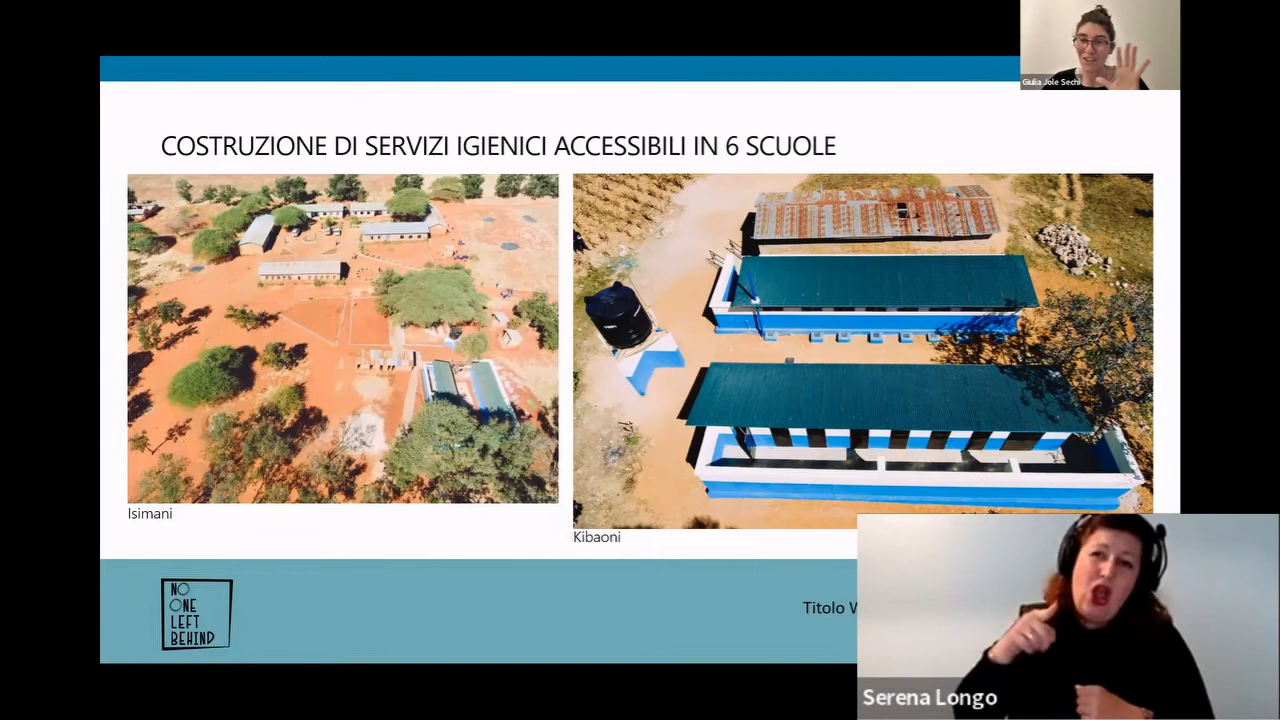 Giulia Jole Sechi
COSTRUZIONE DI SERVIZI IGIENICI ACCESSIBILI IN 6 SCUOLE
Isimani
Kibaoni
NO
ONE
LEFT
BEHIND
Titolo
Serena Longo